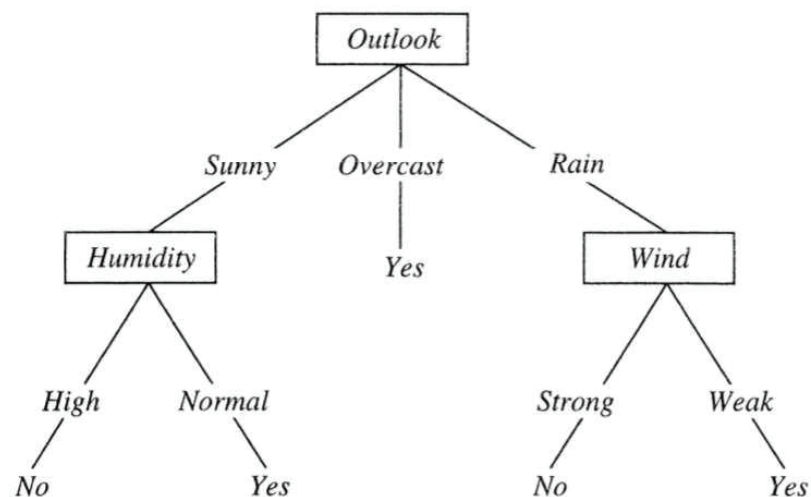 Outlook
Sunny Overcast Rain
Humidity Yes Wind
High Normal Strong Weak
No Yes No Yes